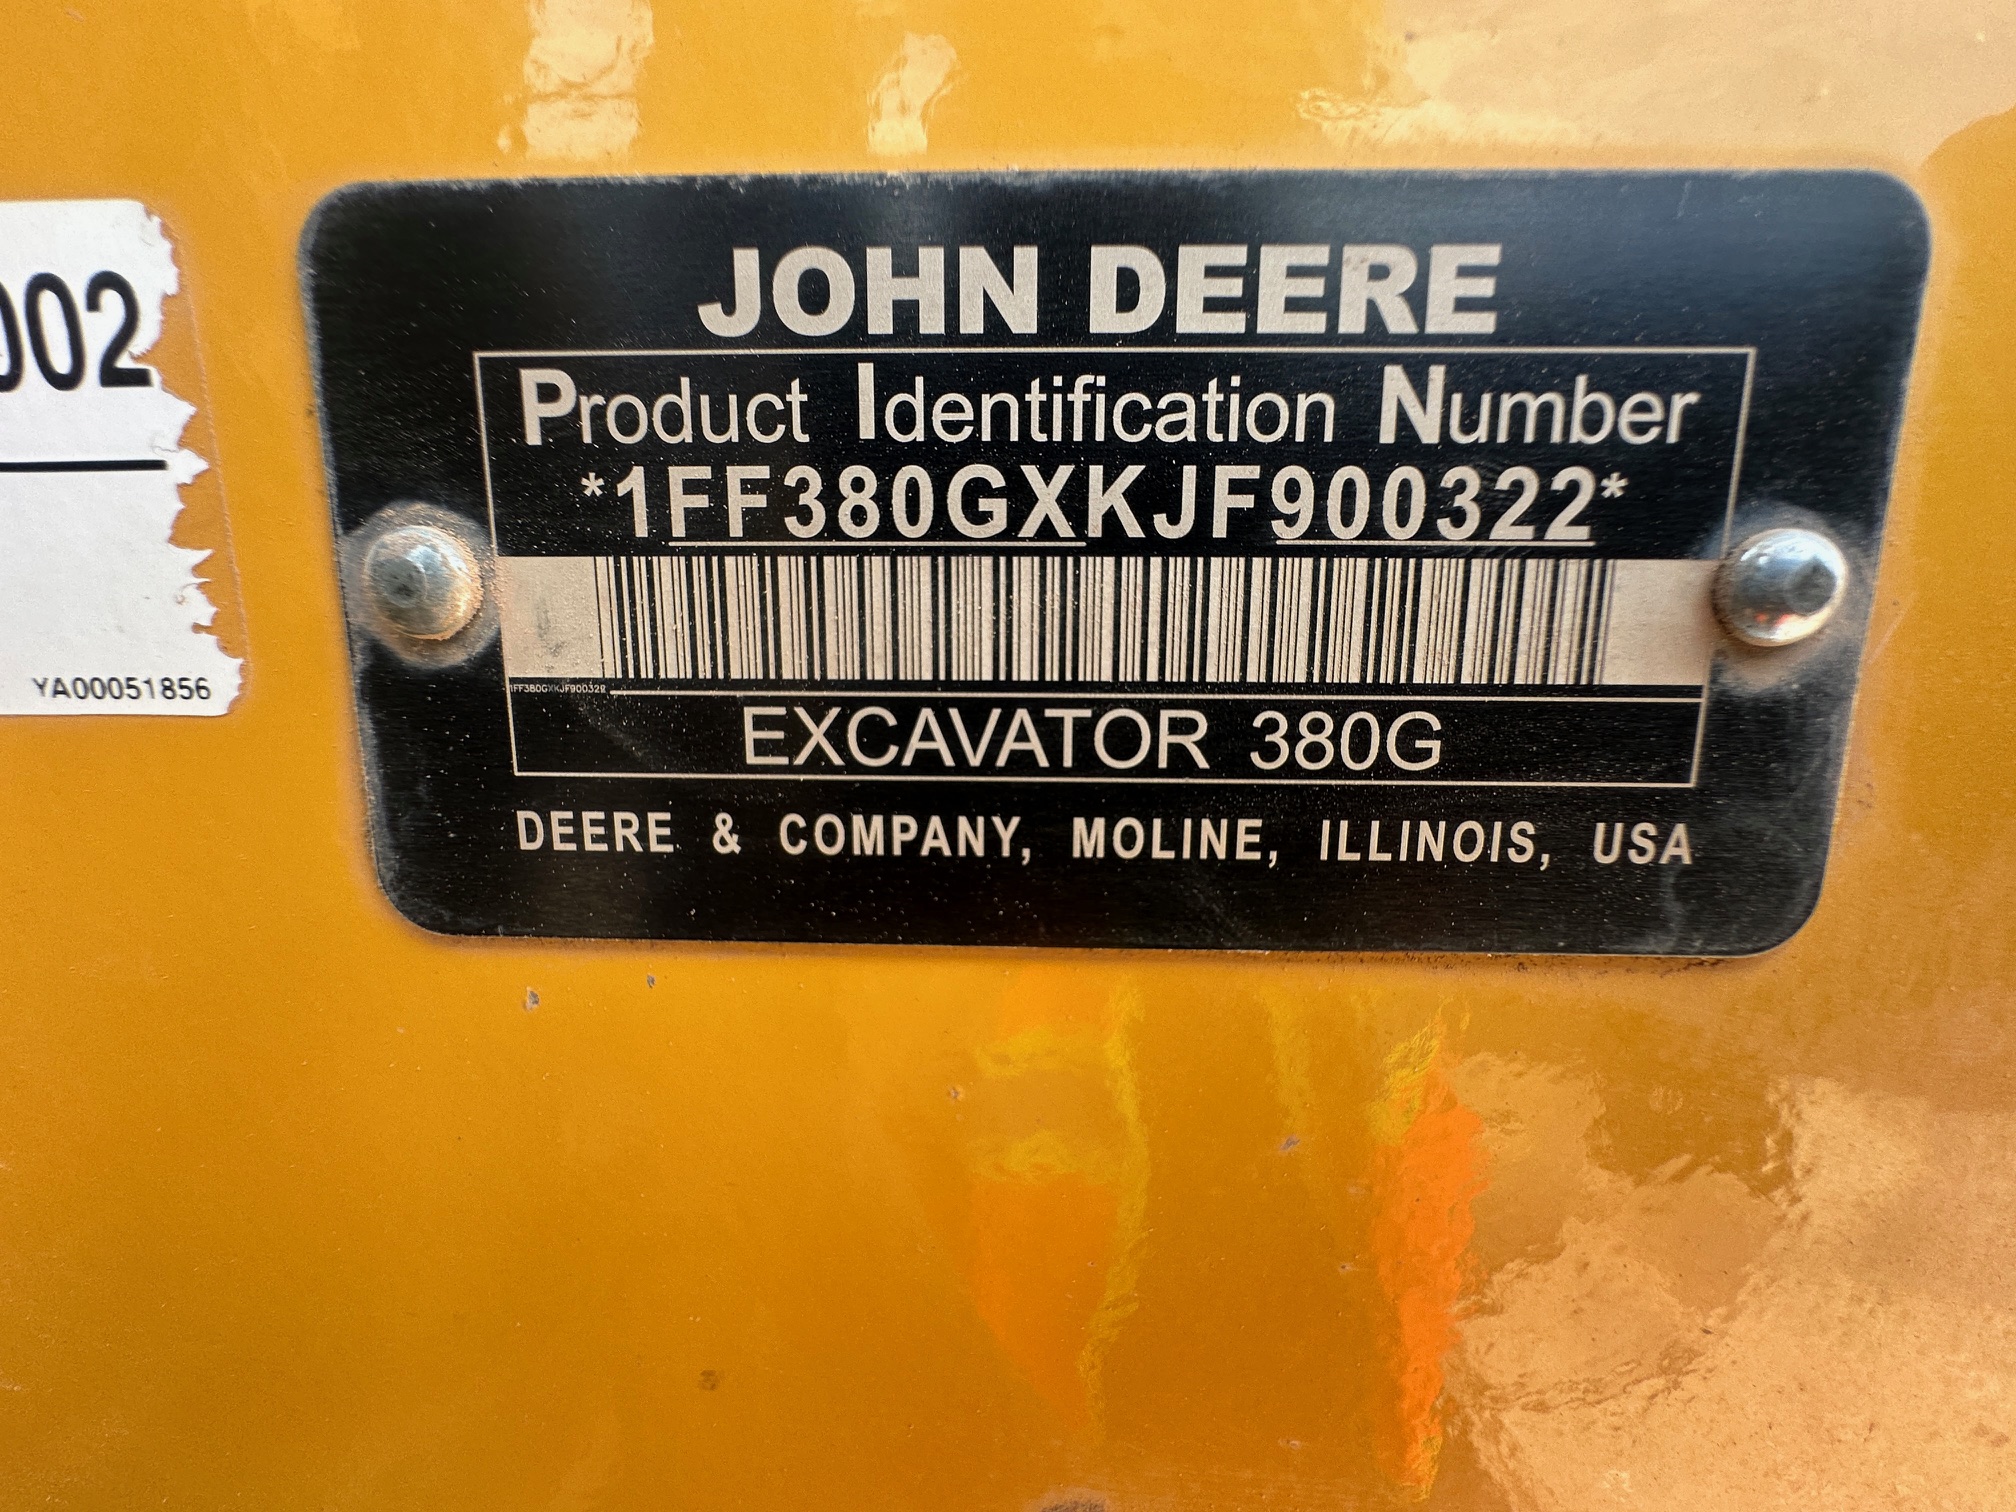 002
YA00051856
JOHN DEERE
Product Identification Number
*1FF380GXKJF900322*
1FF380GXKJF900322
EXCAVATOR 380G
DEERE & COMPANY, MOLINE, ILLINOIS, USA